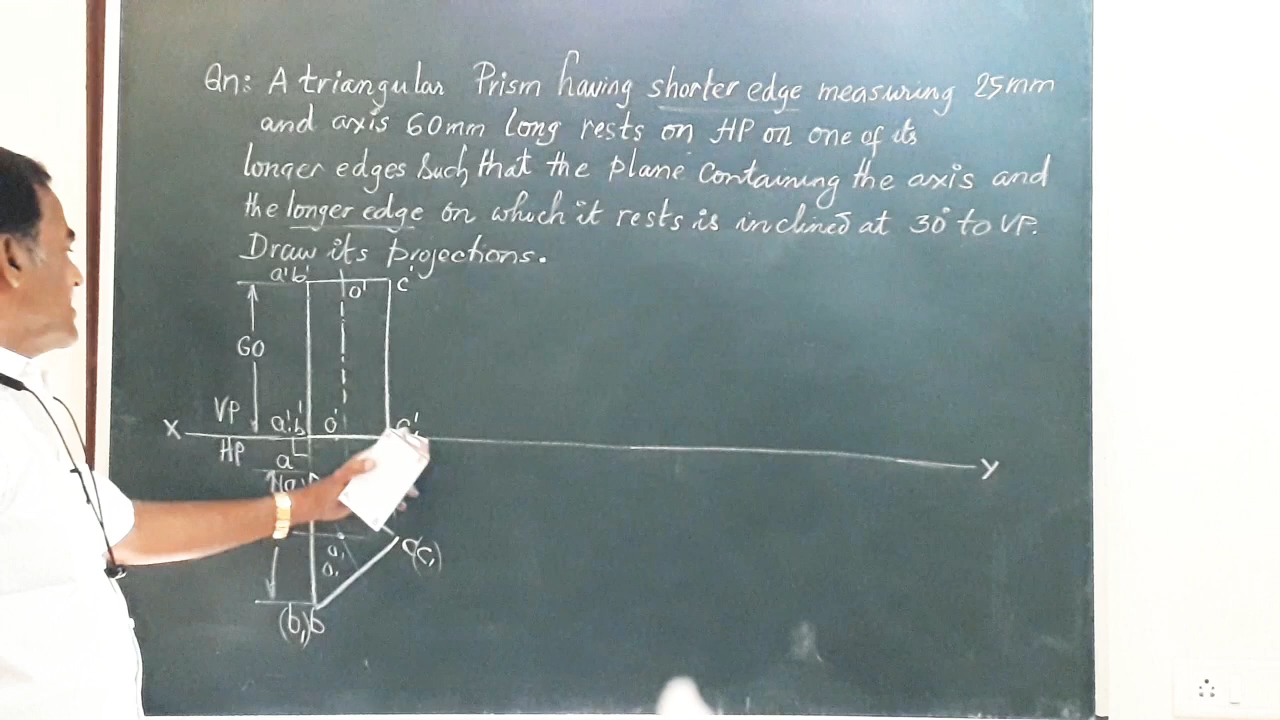 Qn: A triangular Prism having shorter edge measuring 25mm
and axis 60mm long rests on HP on one of its
longer edges such that the plane containing the axis and
the longer edge on which it rests is inclined at 30° to VP.
Draw its projections.
a'b' o' c'
60
VP
X a'b' o' Y
HP
a
o₁
o₁ c(c₁)
(b₁)b